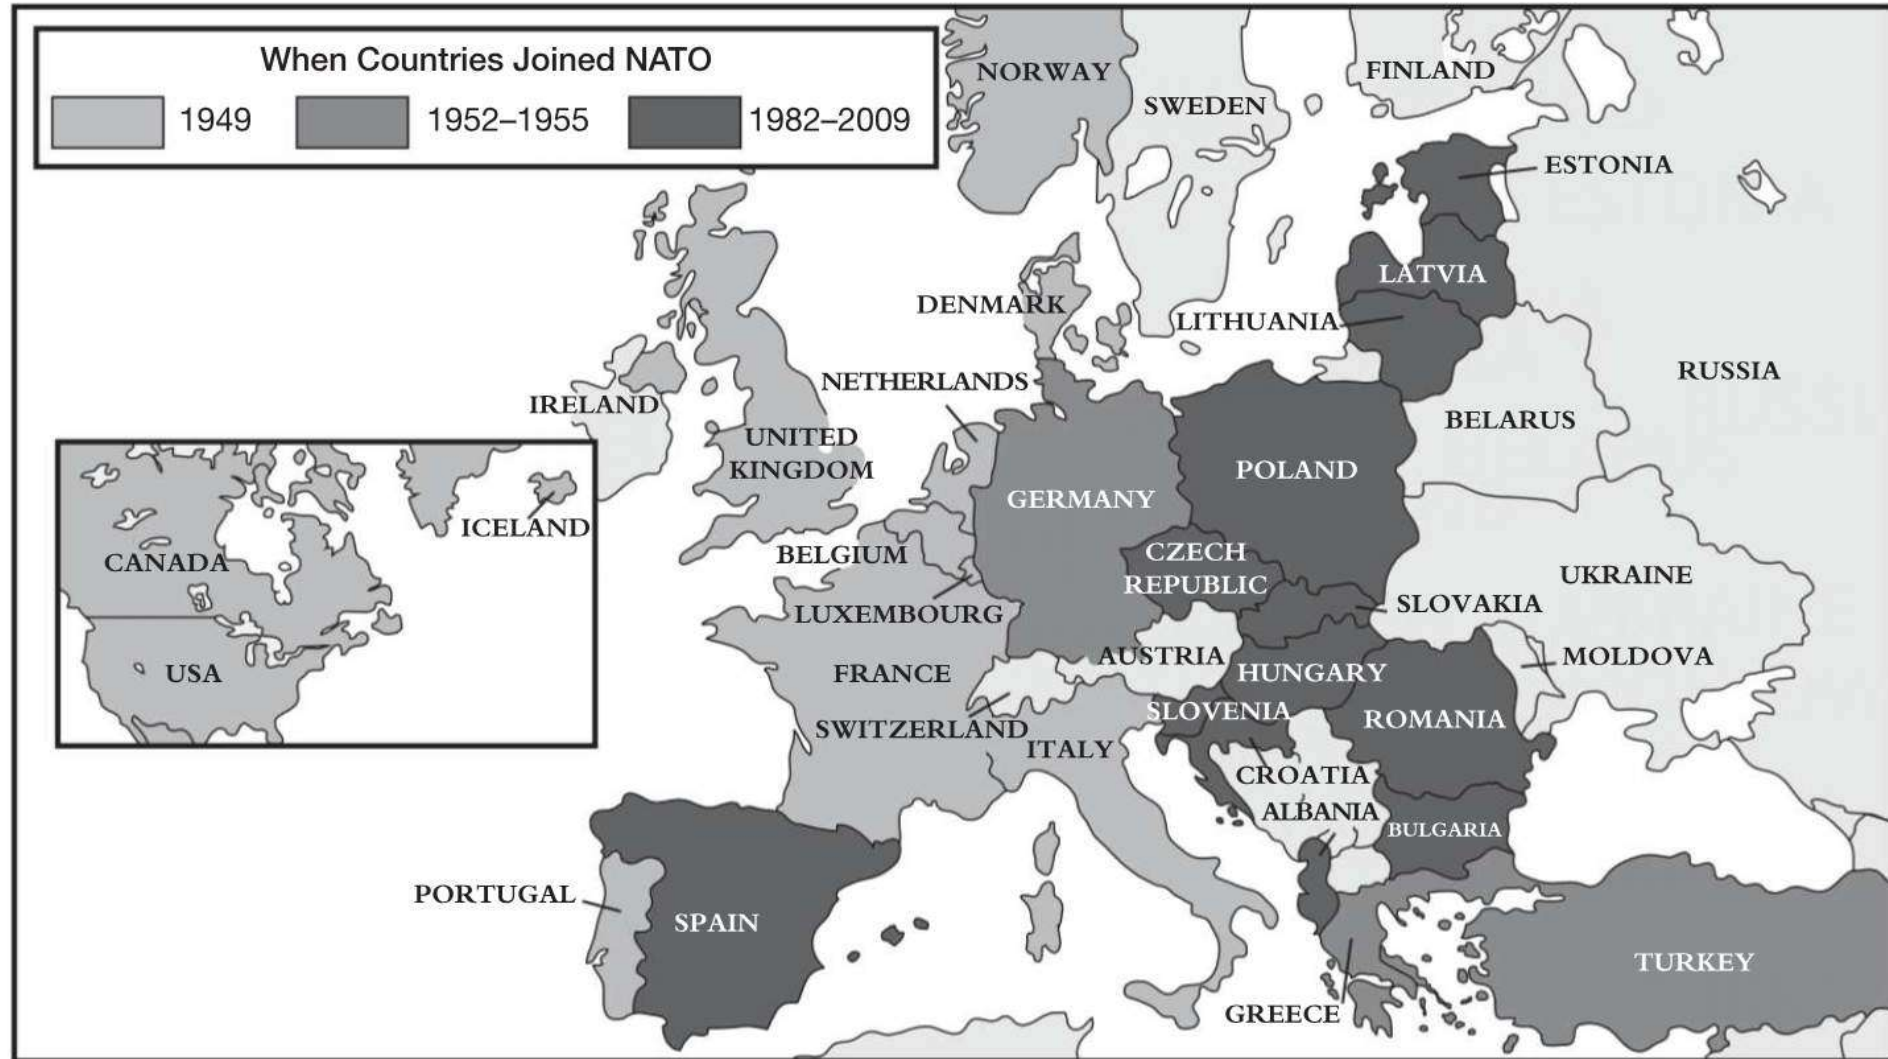 When Countries Joined NATO
1949
1952–1955
1982–2009
NORWAY
FINLAND
SWEDEN
ESTONIA
LATVIA
DENMARK
LITHUANIA
RUSSIA
NETHERLANDS
IRELAND
BELARUS
UNITED
KINGDOM
POLAND
GERMANY
ICELAND
CANADA
BELGIUM
CZECH
REPUBLIC
UKRAINE
SLOVAKIA
LUXEMBOURG
AUSTRIA
MOLDOVA
USA
FRANCE
HUNGARY
SLOVENIA
ROMANIA
SWITZERLAND
ITALY
CROATIA
ALBANIA
BULGARIA
PORTUGAL
SPAIN
TURKEY
GREECE